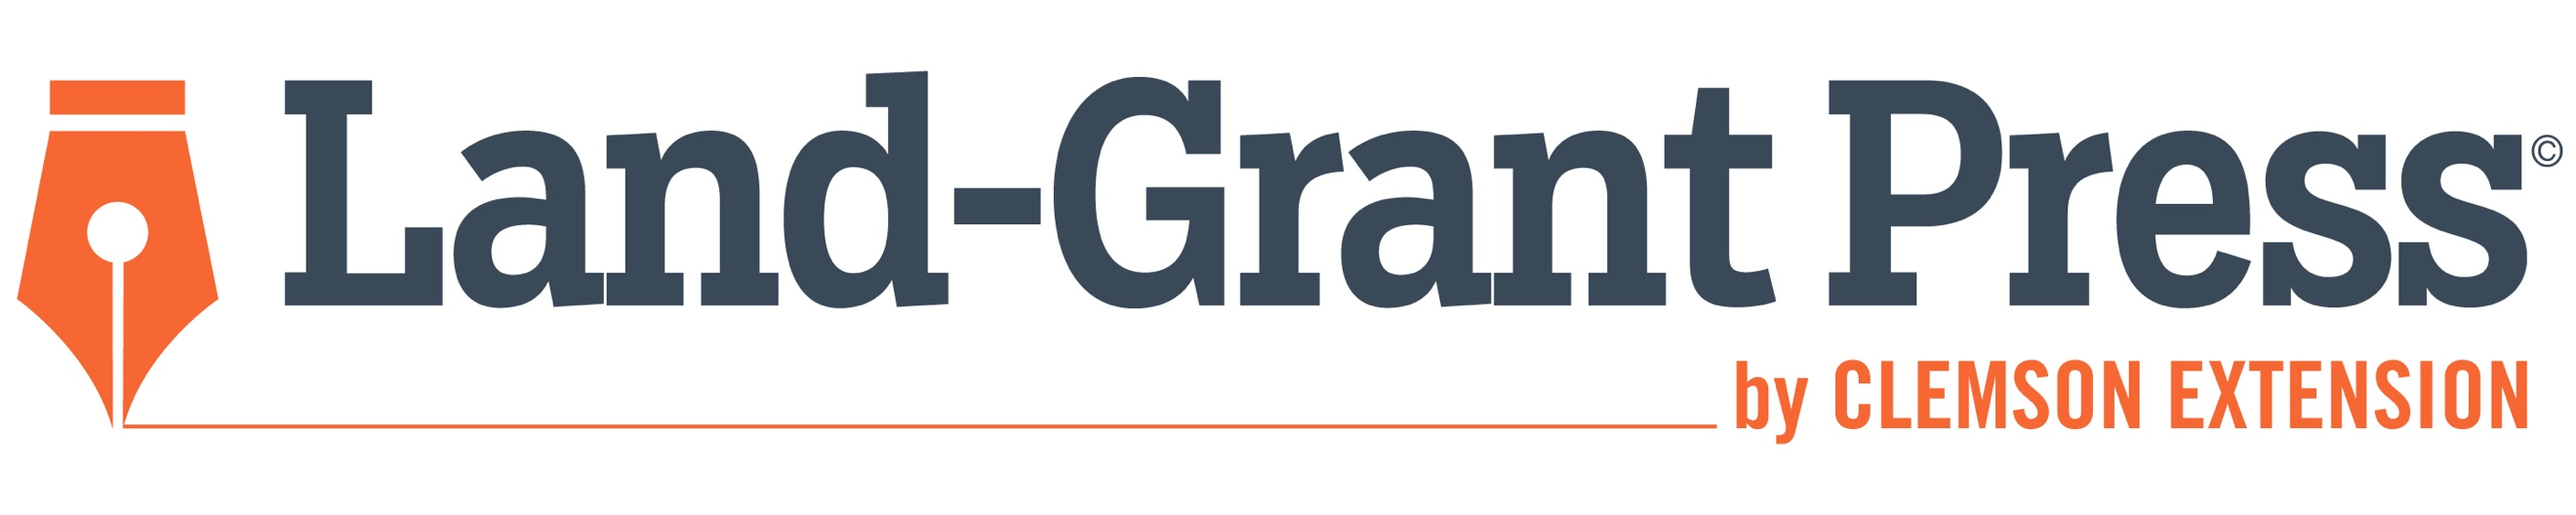 Land-Grant Press©
by CLEMSON EXTENSION